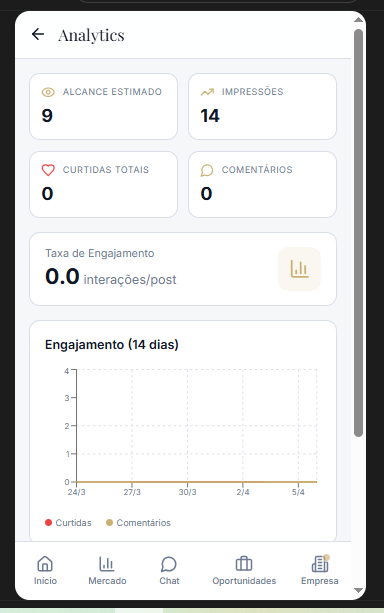 Analytics
ALCANCE ESTIMADO
9
IMPRESSÕES
14
CURTIDAS TOTAIS
0
COMENTÁRIOS
0
Taxa de Engajamento
0.0 interações/post
Engajamento (14 dias)
4
3
2
1
0
24/3 27/3 30/3 2/4 5/4
Curtidas Comentários
Início Mercado Chat Oportunidades Empresa